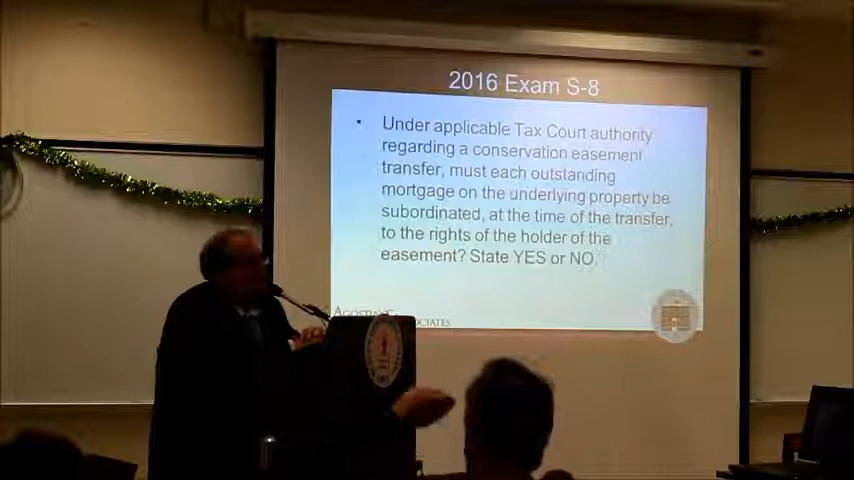 2016 Exam S-8
• Under applicable Tax Court authority
regarding a conservation easement
transfer, must each outstanding
mortgage on the underlying property be
subordinated, at the time of the transfer,
to the rights of the holder of the
easement? State YES or NO.